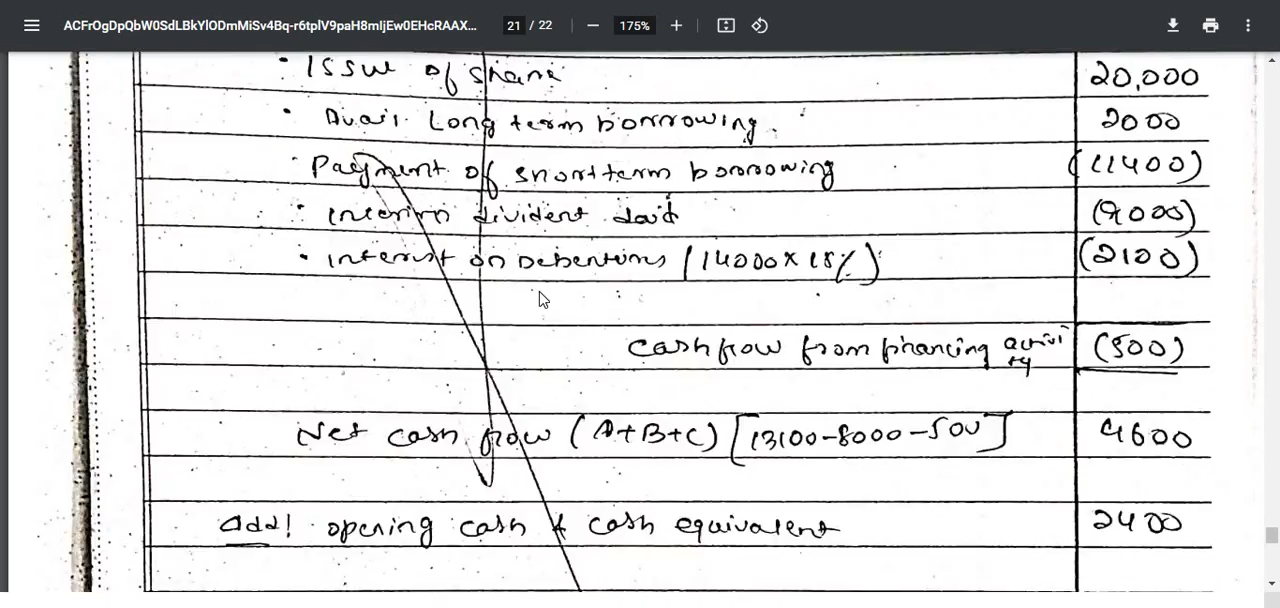 ACFrOgDpQbW0SdLBkYlODmMiSv4Bq-r6tplV9paH8mljEw0EHcRAAX... 21 / 22 175%
· Issue of share 20,000
· Avail. Long term borrowing. 2000
· Payment of short term borrowing (11400)
· Interim divident paid (9000)
· Interest on Debentures (14000 x 15%) (2100)
cash flow from financing activity (500)
Net cash flow (A+B+C) [13100-8000-500] 4600
Add! opening cash & cash equivalent 2400